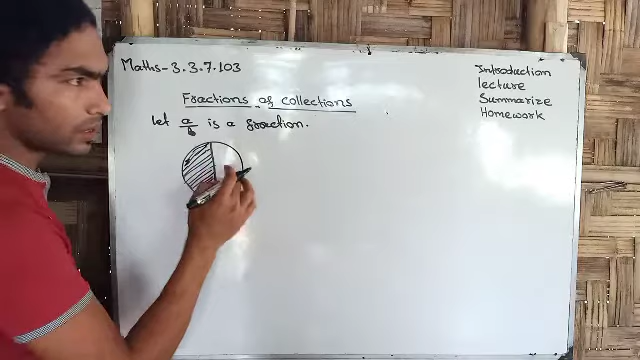 Maths-3.3.7.103
Introduction
lecture
Summarize
Homework
Fractions of collections
let a/b is a fraction.